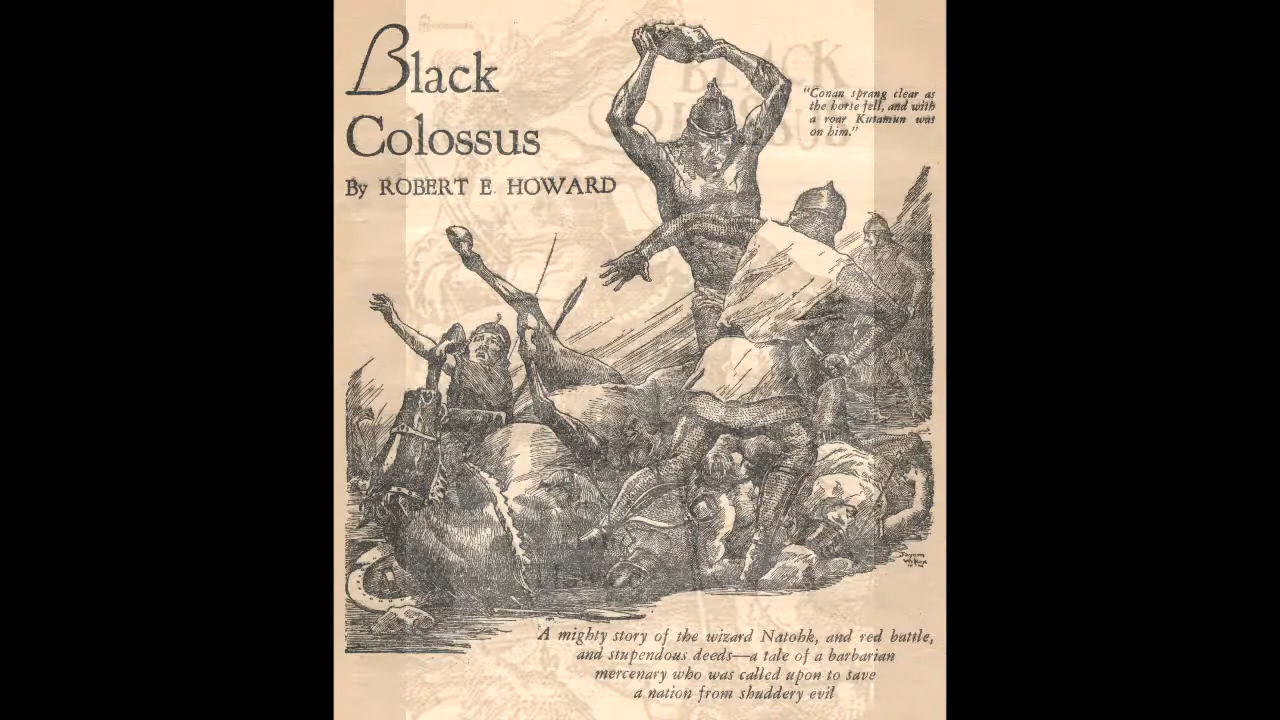 Black
Colossus
By ROBERT E. HOWARD
"Conan sprang clear as
the horse fell, and with
a roar Kutamun was
on him."
BLACK
COLOSSUS
A mighty story of the wizard Natohk, and red battle,
and stupendous deeds—a tale of a barbarian
mercenary who was called upon to save
a nation from shuddery evil